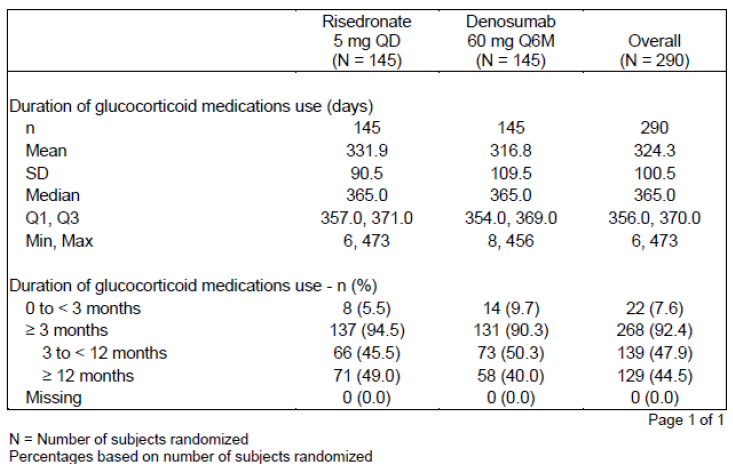 Risedronate Denosumab
5 mg QD 60 mg Q6M Overall
(N = 145) (N = 145) (N = 290)
Duration of glucocorticoid medications use (days)
n 145 145 290
Mean 331.9 316.8 324.3
SD 90.5 109.5 100.5
Median 365.0 365.0 365.0
Q1, Q3 357.0, 371.0 354.0, 369.0 356.0, 370.0
Min, Max 6, 473 8, 456 6, 473
Duration of glucocorticoid medications use - n (%)
0 to < 3 months 8 (5.5) 14 (9.7) 22 (7.6)
≥ 3 months 137 (94.5) 131 (90.3) 268 (92.4)
3 to < 12 months 66 (45.5) 73 (50.3) 139 (47.9)
≥ 12 months 71 (49.0) 58 (40.0) 129 (44.5)
Missing 0 (0.0) 0 (0.0) 0 (0.0)
Page 1 of 1
N = Number of subjects randomized
Percentages based on number of subjects randomized